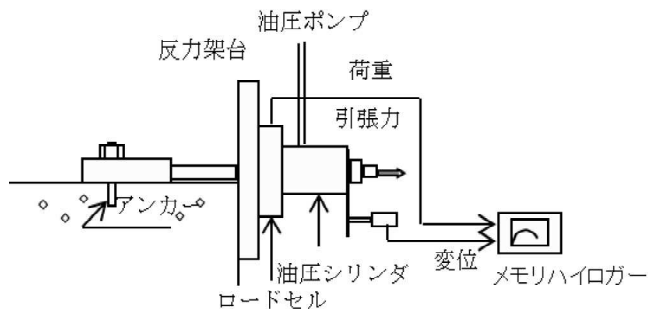 油圧ポンプ
反力架台
荷重
引張力
アンカー
油圧シリンダ
変位
メモリハイロガー
ロードセル